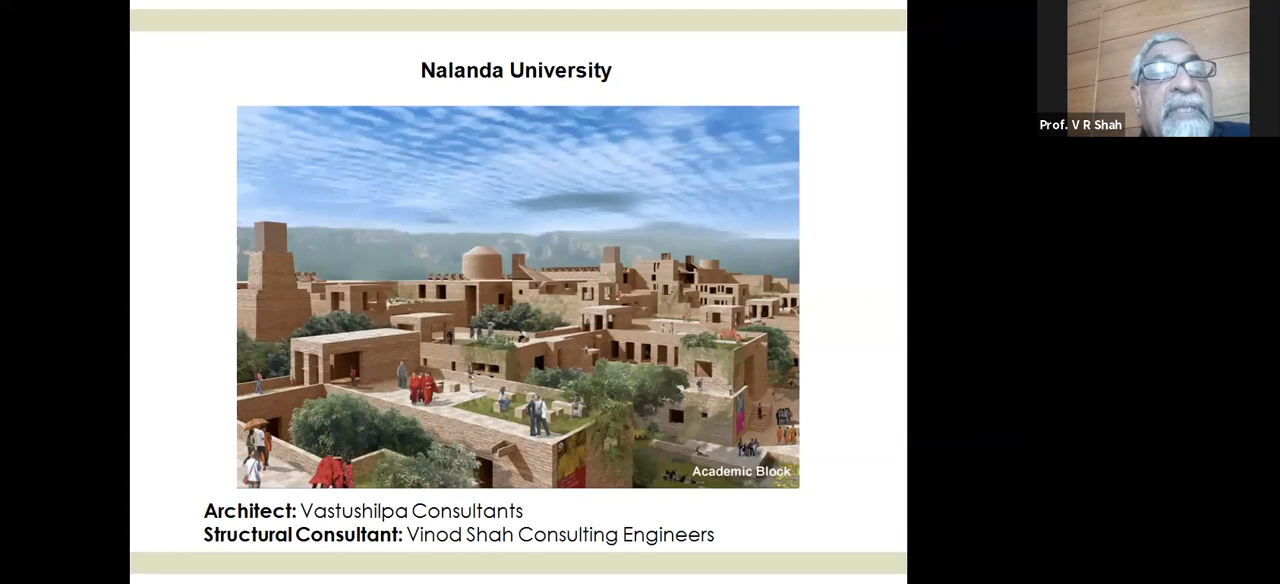 Nalanda University
Prof. V R Shah
Academic Block
Architect: Vastushilpa Consultants
Structural Consultant: Vinod Shah Consulting Engineers